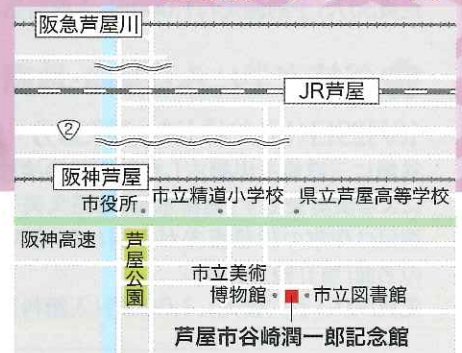 阪急芦屋川
JR芦屋
2
阪神芦屋
市役所
市立精道小学校
県立芦屋高等学校
阪神高速
芦屋公園
市立美術
博物館
市立図書館
芦屋市谷崎潤一郎記念館